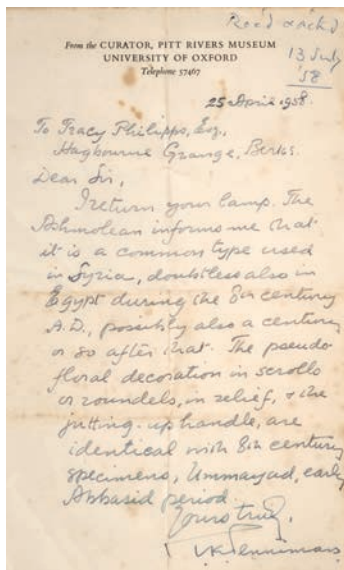 Rec'd & ack'd
13 July
'58
From the CURATOR, PITT RIVERS MUSEUM
UNIVERSITY OF OXFORD
Telephone 57467
25 April 1958.
To Tracy Philipps, Esq.,
Hagbourne Grange, Berks.
Dear Sir,
I return your lamp. The
Ashmolean informs me that
it is a common type used
in Syria, doubtless also in
Egypt during the 8th century
A.D., possibly also a century
or so after that. The pseudo
floral decoration in scrolls
or roundels, in relief, & the
jutting-up handle, are
identical with 8th century
specimens, Ummayad, early
Abbasid period
Yours truly,
T.K. Penniman